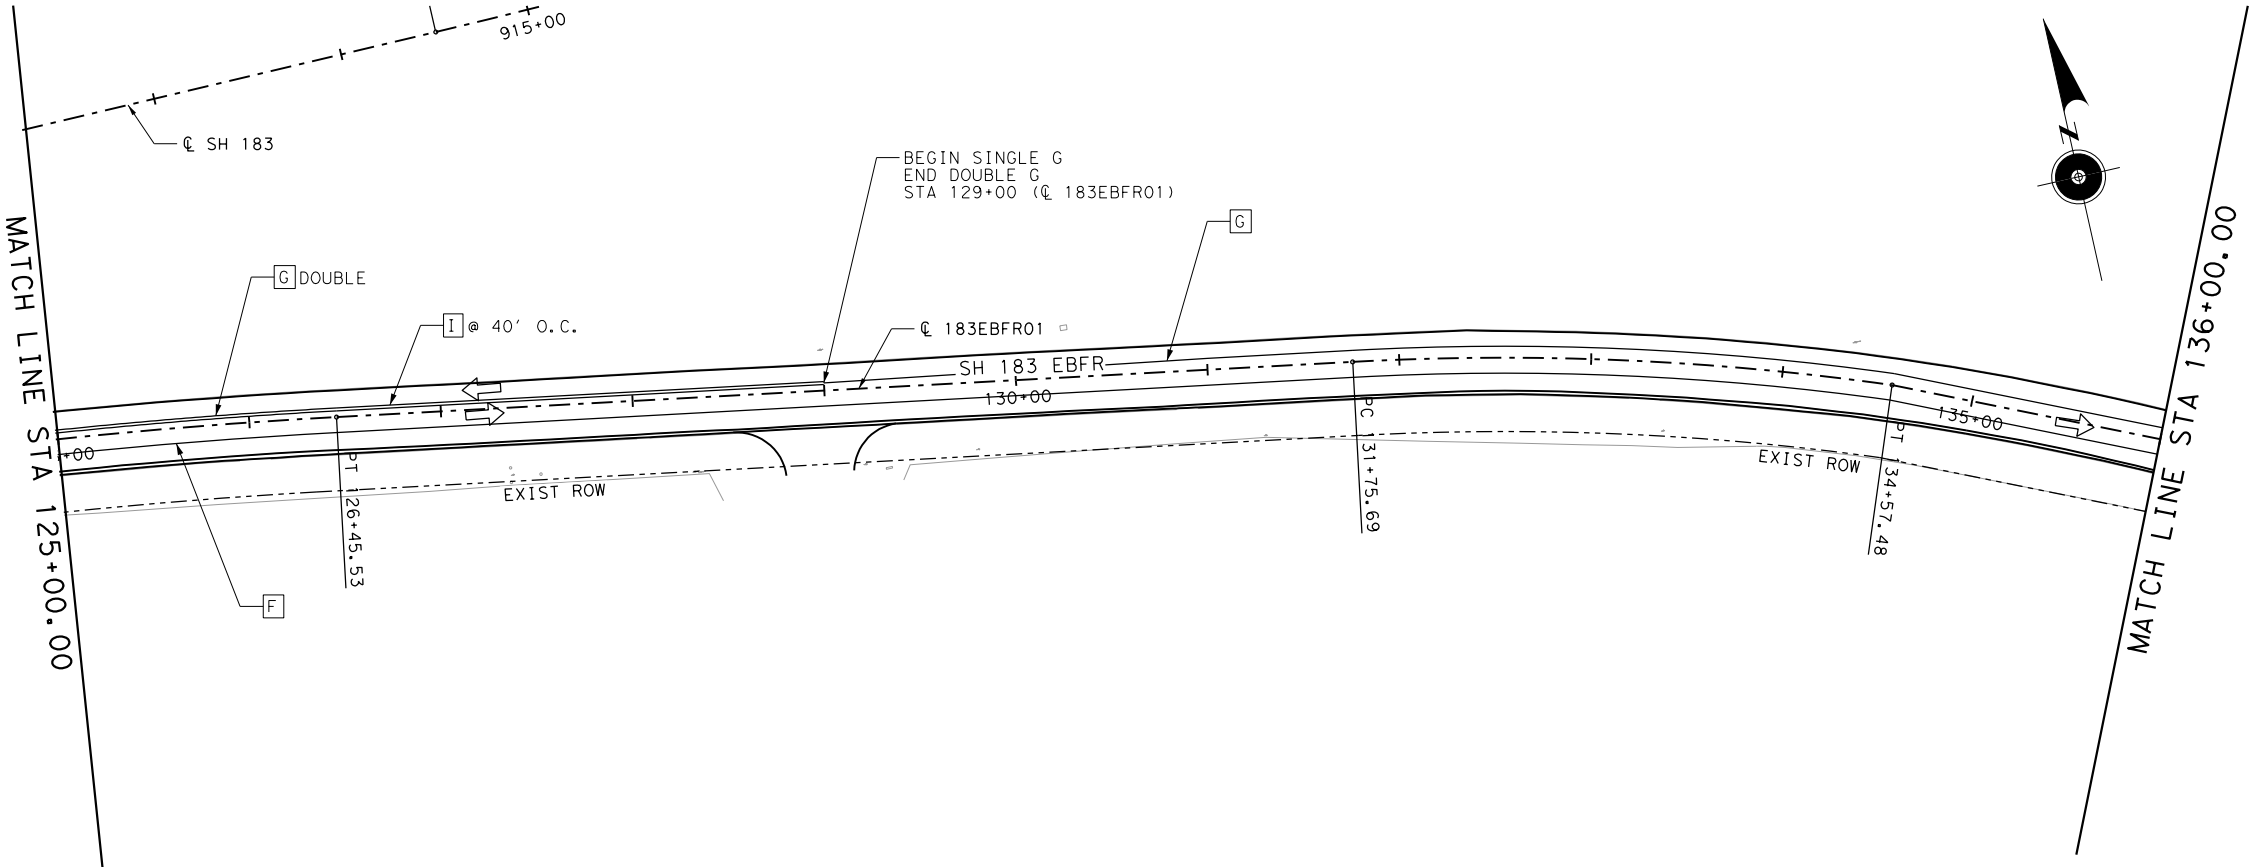 915+00
℄ SH 183
BEGIN SINGLE G
END DOUBLE G
STA 129+00 (℄ 183EBFR01)
G
N
G DOUBLE
I @ 40' O.C.
℄ 183EBFR01
SH 183 EBFR
130+00
135+00
+00
EXIST ROW
EXIST ROW
PT 126+45.53
PC 131+75.69
PT 134+57.48
F
MATCH LINE STA 125+00.00
MATCH LINE STA 136+00.00